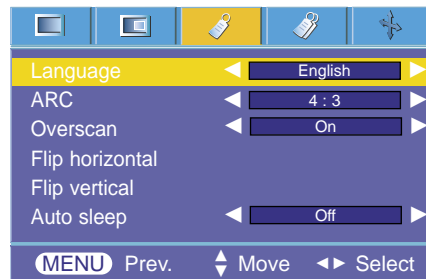 Language English
ARC 4 : 3
Overscan On
Flip horizontal
Flip vertical
Auto sleep Off
MENU Prev. Move Select